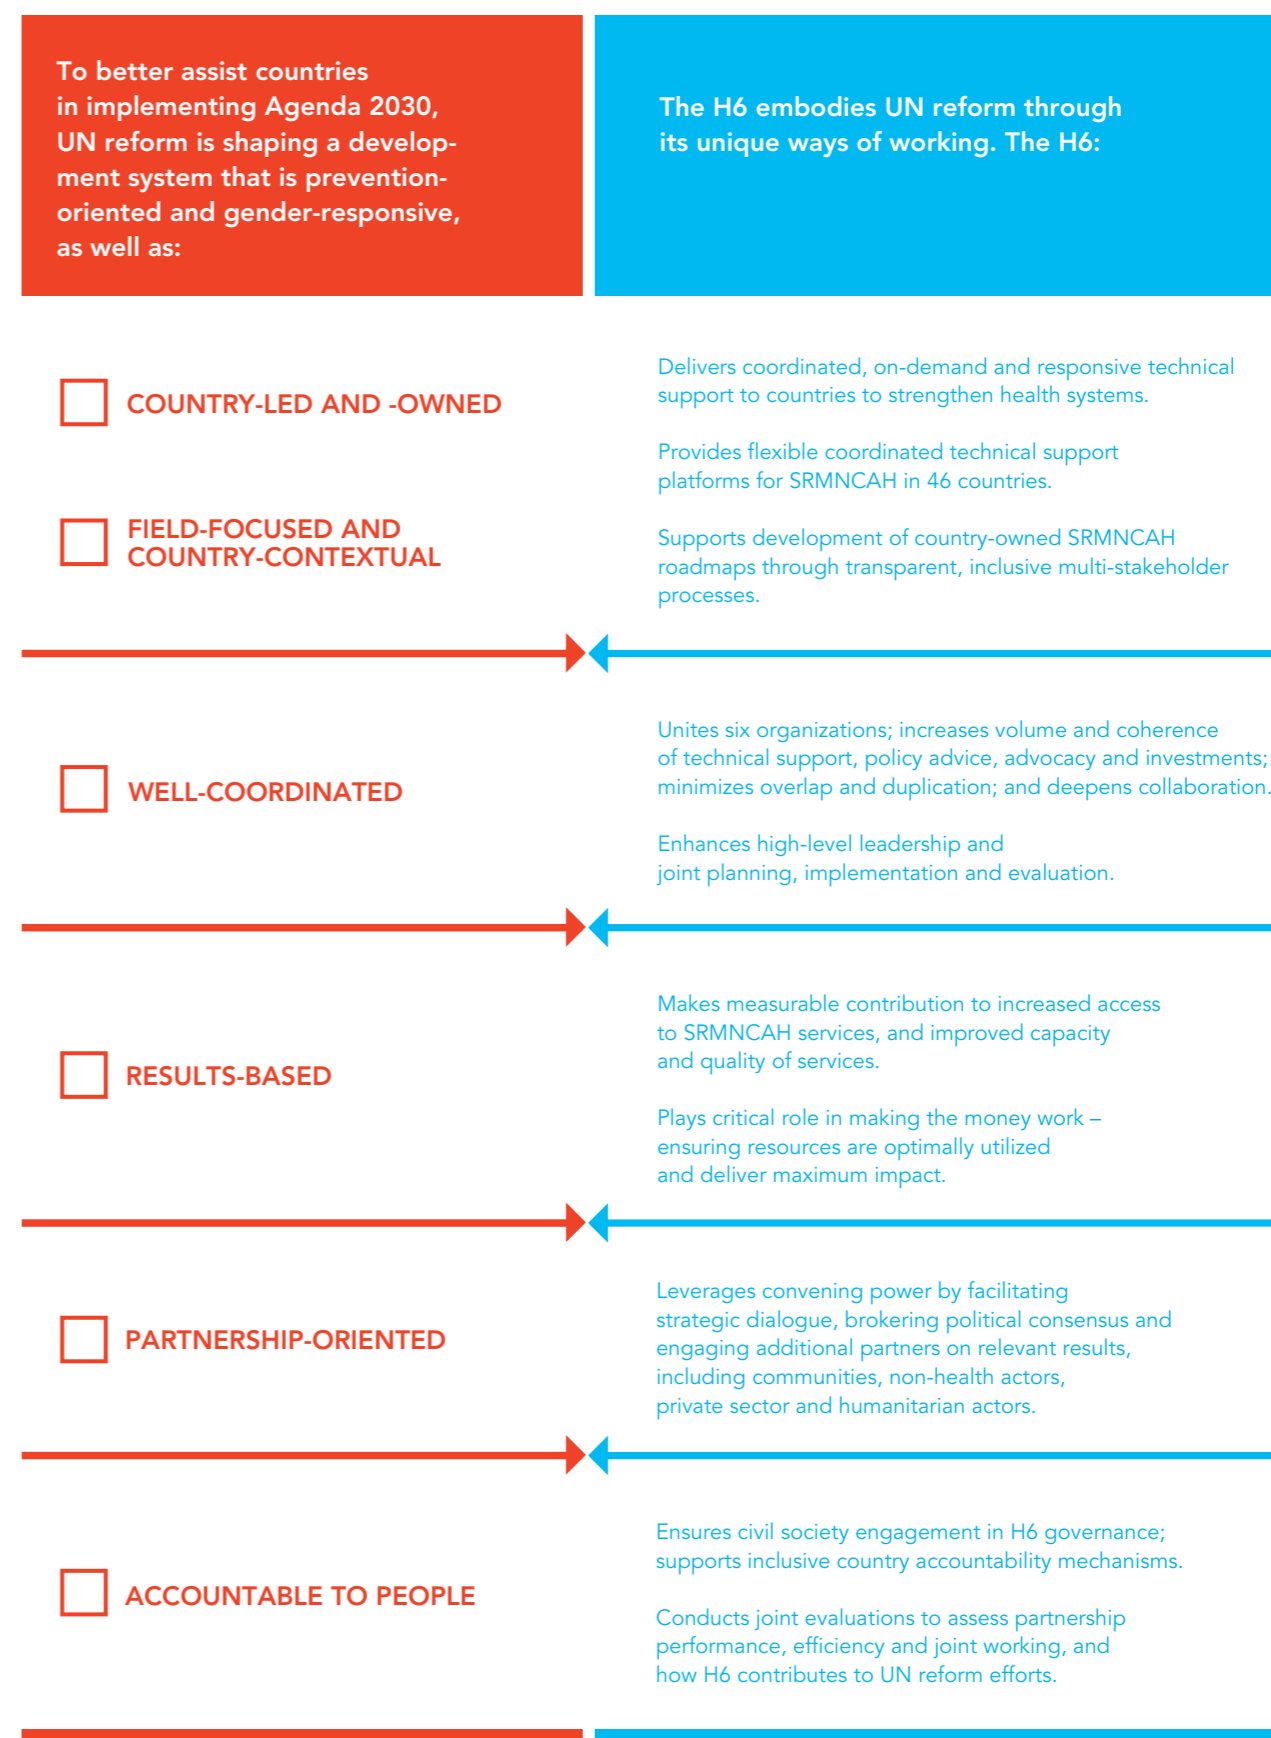 To better assist countries
in implementing Agenda 2030,
UN reform is shaping a develop-
ment system that is prevention-
oriented and gender-responsive,
as well as:
The H6 embodies UN reform through
its unique ways of working. The H6:
COUNTRY-LED AND -OWNED
FIELD-FOCUSED AND
COUNTRY-CONTEXTUAL
Delivers coordinated, on-demand and responsive technical
support to countries to strengthen health systems.
Provides flexible coordinated technical support
platforms for SRMNCAH in 46 countries.
Supports development of country-owned SRMNCAH
roadmaps through transparent, inclusive multi-stakeholder
processes.
WELL-COORDINATED
Unites six organizations; increases volume and coherence
of technical support, policy advice, advocacy and investments;
minimizes overlap and duplication; and deepens collaboration.
Enhances high-level leadership and
joint planning, implementation and evaluation.
RESULTS-BASED
Makes measurable contribution to increased access
to SRMNCAH services, and improved capacity
and quality of services.
Plays critical role in making the money work –
ensuring resources are optimally utilized
and deliver maximum impact.
PARTNERSHIP-ORIENTED
Leverages convening power by facilitating
strategic dialogue, brokering political consensus and
engaging additional partners on relevant results,
including communities, non-health actors,
private sector and humanitarian actors.
ACCOUNTABLE TO PEOPLE
Ensures civil society engagement in H6 governance;
supports inclusive country accountability mechanisms.
Conducts joint evaluations to assess partnership
performance, efficiency and joint working, and
how H6 contributes to UN reform efforts.